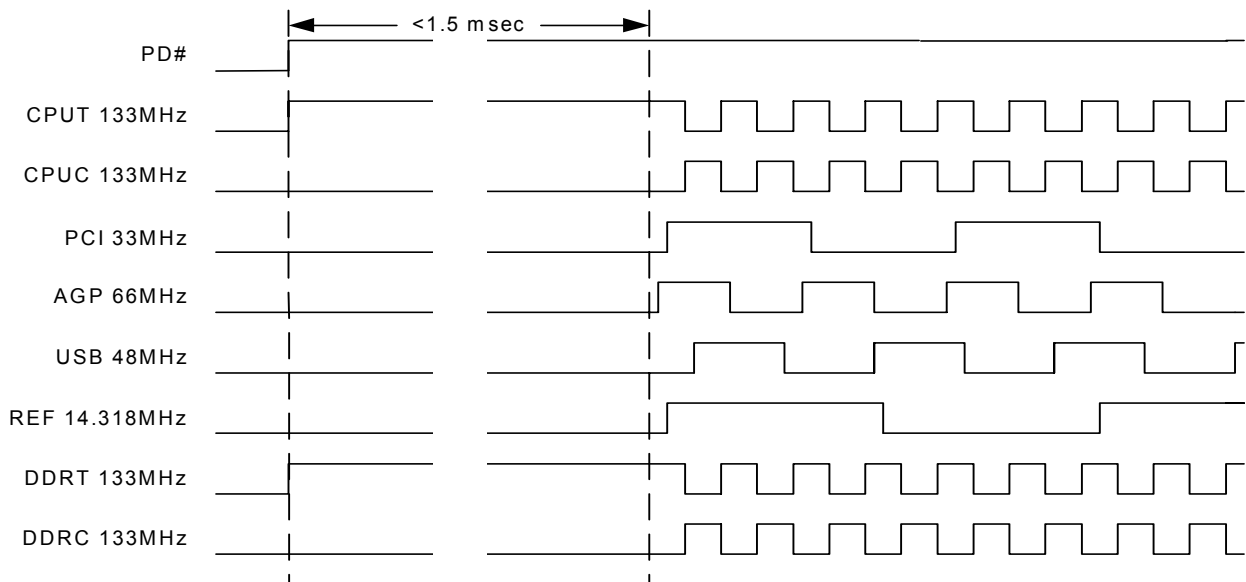 <1.5 msec
PD#
CPUT 133MHz
CPUC 133MHz
PCI 33MHz
AGP 66MHz
USB 48MHz
REF 14.318MHz
DDRT 133MHz
DDRC 133MHz